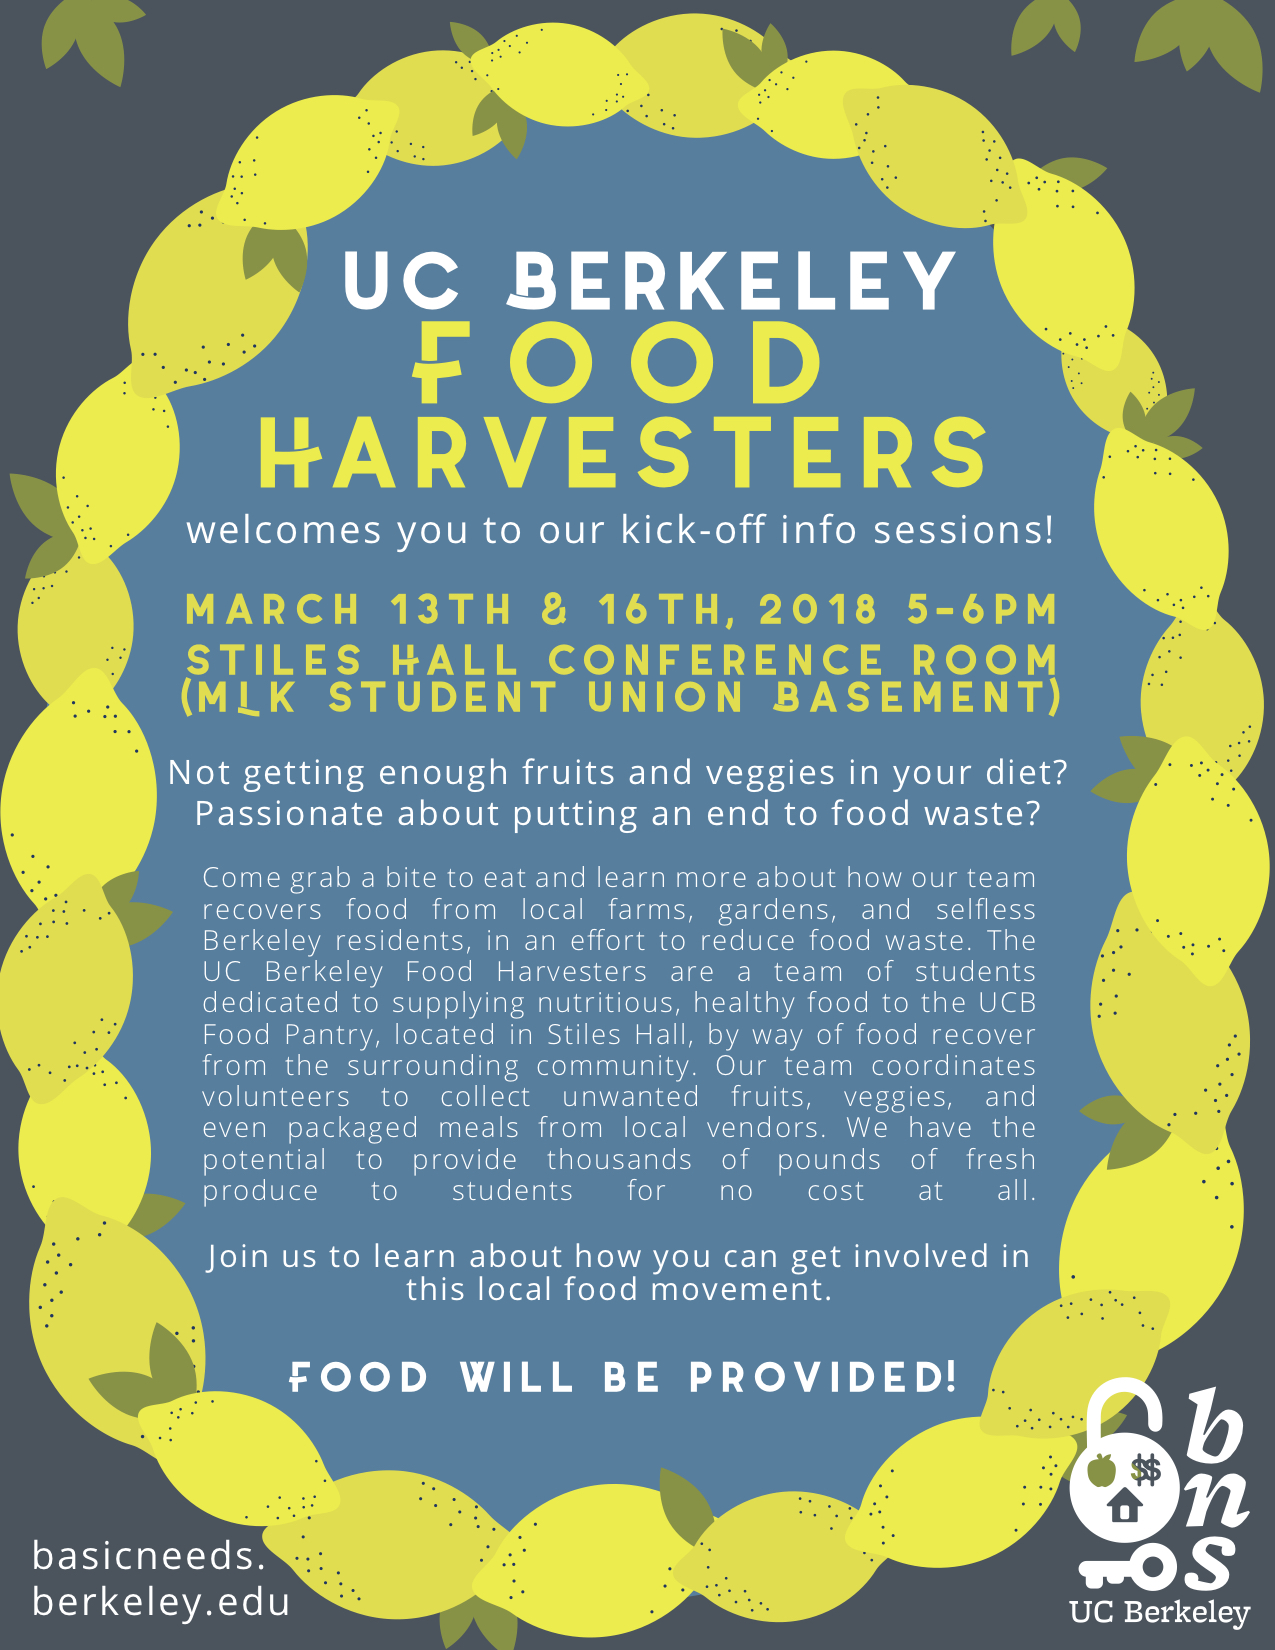 UC BERKELEY
FOOD
HARVESTERS
welcomes you to our kick-off info sessions!
MARCH 13TH & 16TH, 2018 5-6PM
STILES HALL CONFERENCE ROOM
(MLK STUDENT UNION BASEMENT)
Not getting enough fruits and veggies in your diet?
Passionate about putting an end to food waste?
Come grab a bite to eat and learn more about how our team
recovers food from local farms, gardens, and selfless
Berkeley residents, in an effort to reduce food waste. The
UC Berkeley Food Harvesters are a team of students
dedicated to supplying nutritious, healthy food to the UCB
Food Pantry, located in Stiles Hall, by way of food recover
from the surrounding community. Our team coordinates
volunteers to collect unwanted fruits, veggies, and
even packaged meals from local vendors. We have the
potential to provide thousands of pounds of fresh
produce to students for no cost at all.
Join us to learn about how you can get involved in
this local food movement.
FOOD WILL BE PROVIDED!
basicneeds.
berkeley.edu
$$
b
n
s
UC Berkeley